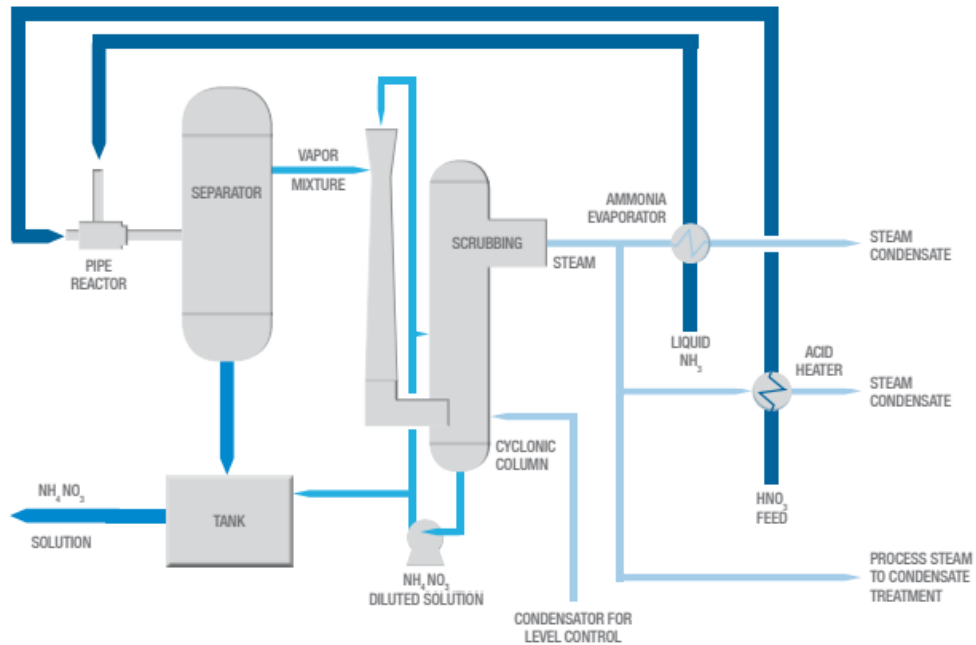 VAPOR
MIXTURE
SEPARATOR
AMMONIA
EVAPORATOR
SCRUBBING
STEAM
STEAM
CONDENSATE
PIPE
REACTOR
LIQUID
NH₃
ACID
HEATER
STEAM
CONDENSATE
CYCLONIC
COLUMN
NH₄NO₃
SOLUTION
TANK
HNO₃
FEED
NH₄NO₃
DILUTED SOLUTION
PROCESS STEAM
TO CONDENSATE
TREATMENT
CONDENSATOR FOR
LEVEL CONTROL